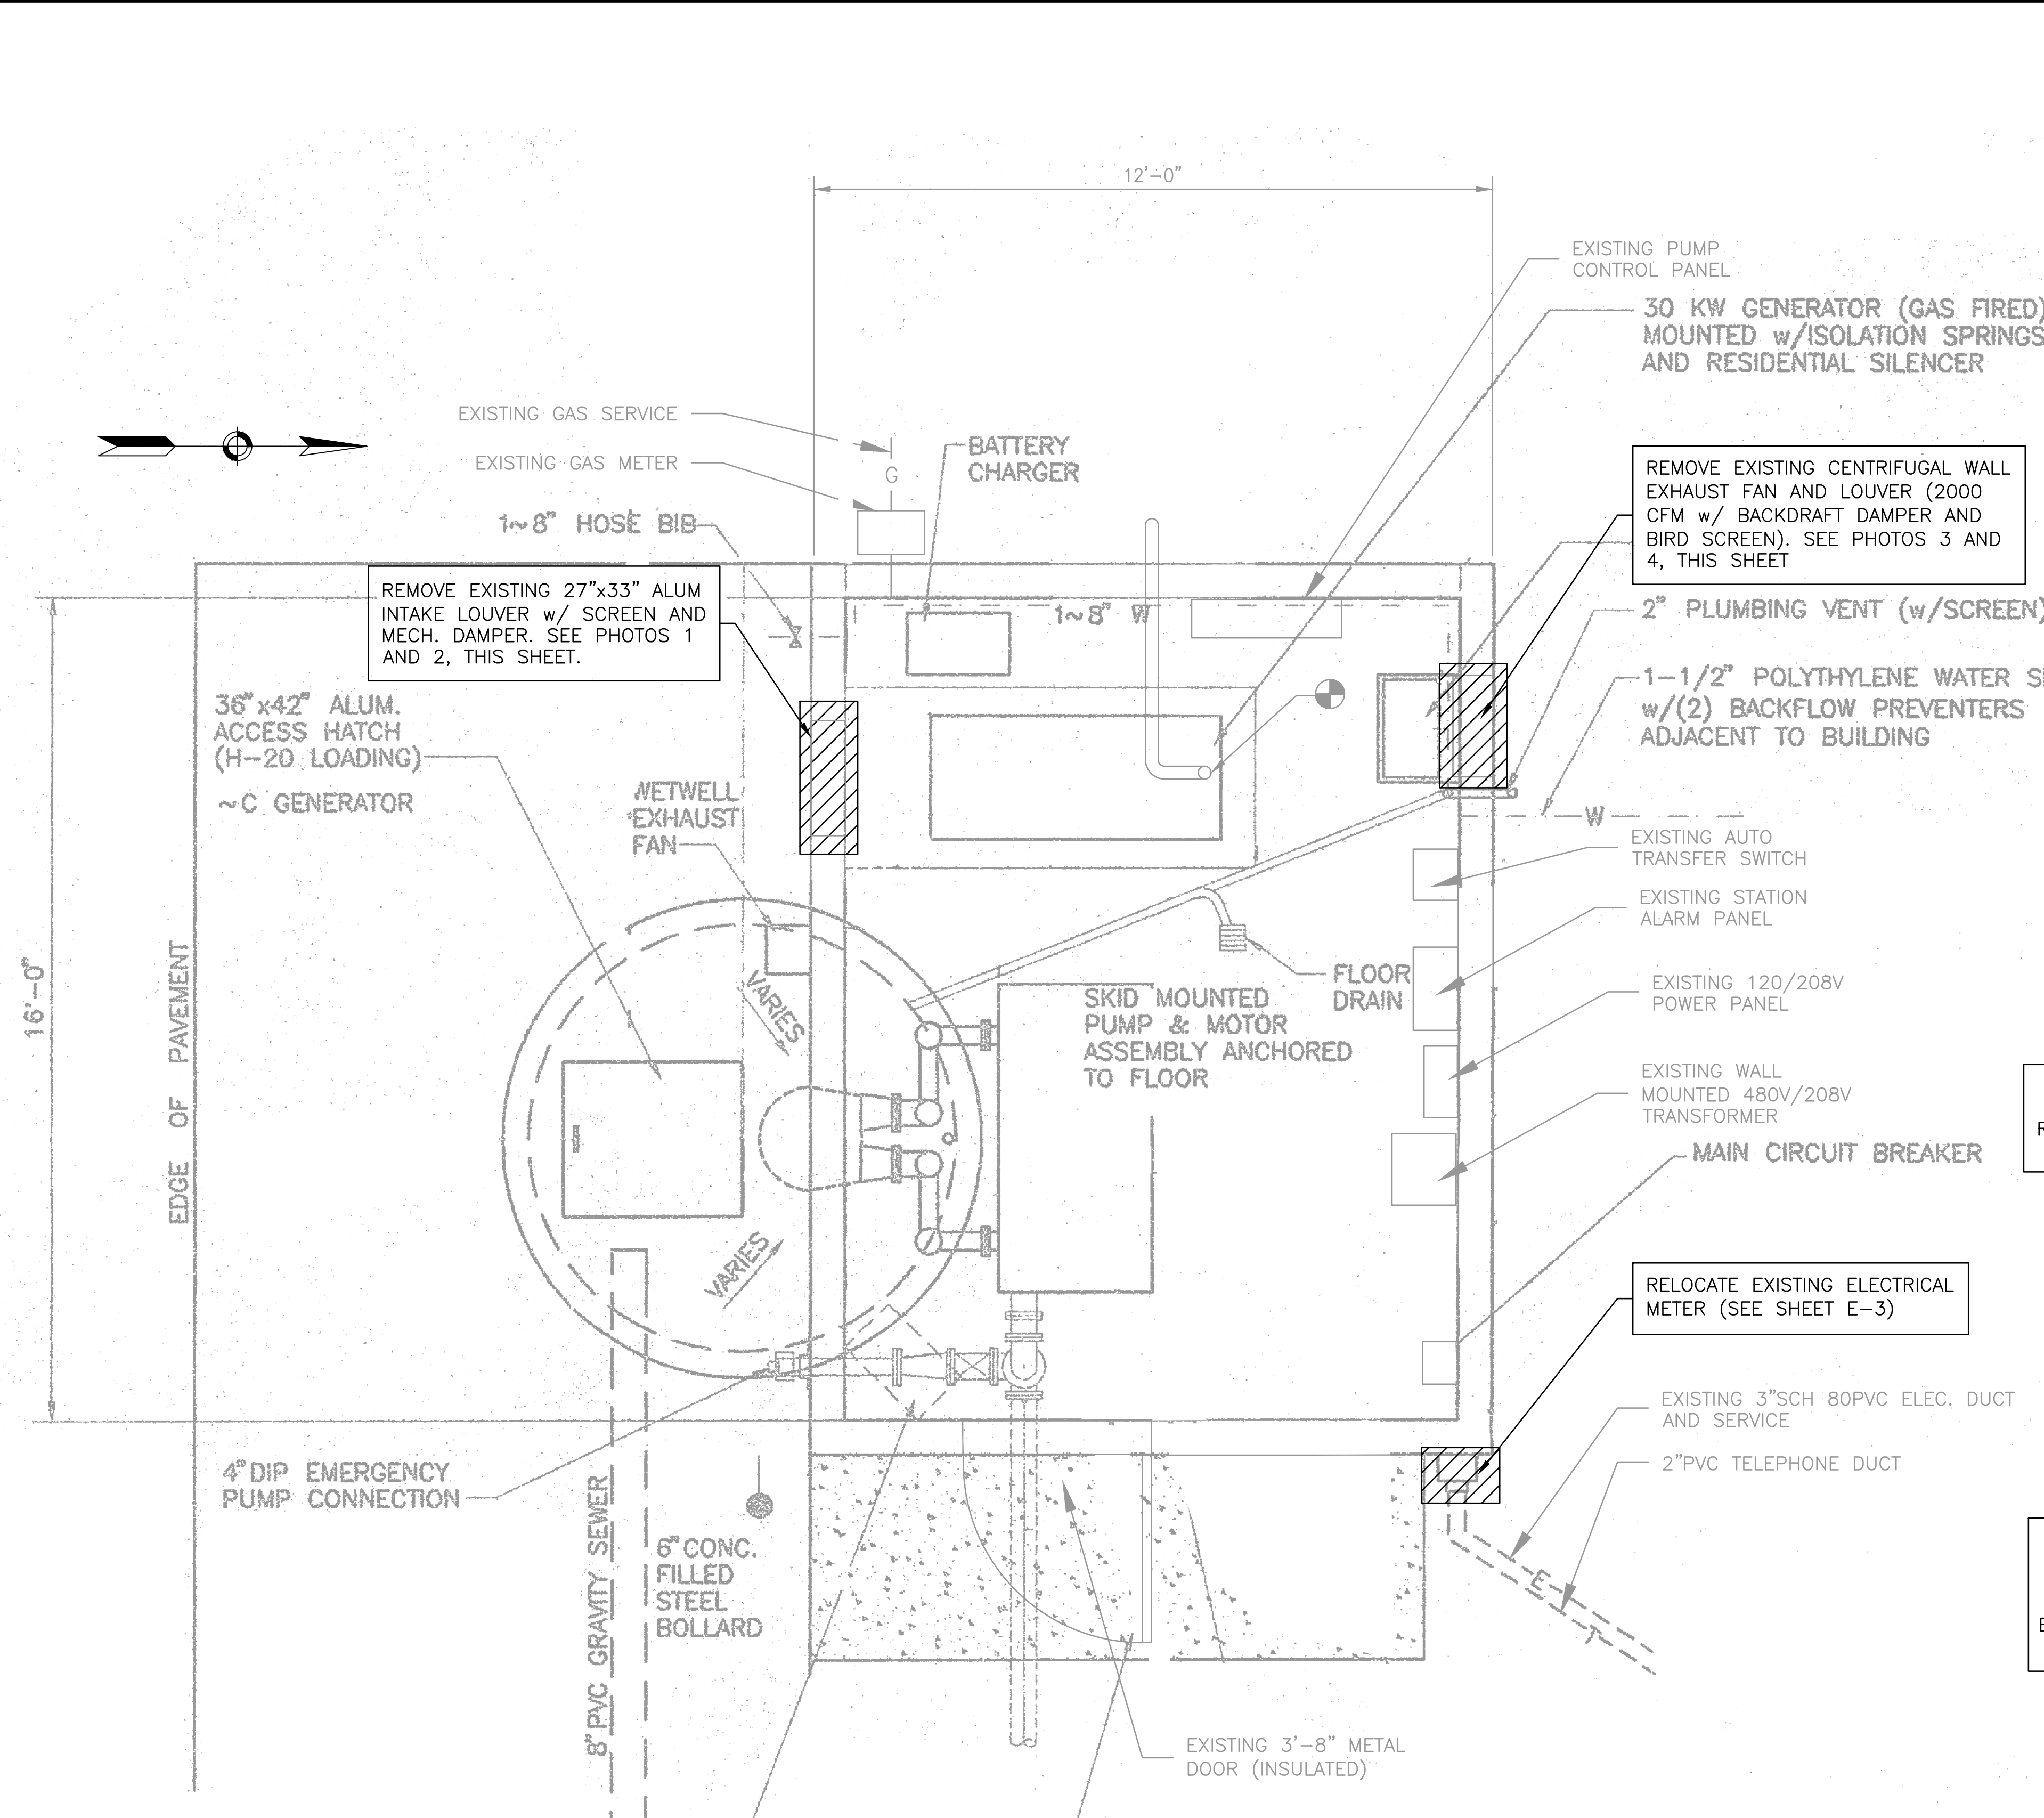 12'-0"
EXISTING PUMP
CONTROL PANEL
30 KW GENERATOR (GAS FIRED)
MOUNTED w/ISOLATION SPRINGS
AND RESIDENTIAL SILENCER
EXISTING GAS SERVICE
EXISTING GAS METER
G
BATTERY
CHARGER
1~8" HOSE BIB
REMOVE EXISTING CENTRIFUGAL WALL
EXHAUST FAN AND LOUVER (2000
CFM w/ BACKDRAFT DAMPER AND
BIRD SCREEN). SEE PHOTOS 3 AND
4, THIS SHEET
REMOVE EXISTING 27"x33" ALUM
INTAKE LOUVER w/ SCREEN AND
MECH. DAMPER. SEE PHOTOS 1
AND 2, THIS SHEET.
1~8" W
2" PLUMBING VENT (w/SCREEN)
1-1/2" POLYTHYLENE WATER
w/(2) BACKFLOW PREVENTERS
ADJACENT TO BUILDING
36"x42" ALUM.
ACCESS HATCH
(H-20 LOADING)
~C GENERATOR
WETWELL
EXHAUST
FAN
W
EXISTING AUTO
TRANSFER SWITCH
EXISTING STATION
ALARM PANEL
16'-0"
EDGE OF PAVEMENT
VARIES
FLOOR
DRAIN
SKID MOUNTED
PUMP & MOTOR
ASSEMBLY ANCHORED
TO FLOOR
EXISTING 120/208V
POWER PANEL
EXISTING WALL
MOUNTED 480V/208V
TRANSFORMER
MAIN CIRCUIT BREAKER
VARIES
RELOCATE EXISTING ELECTRICAL
METER (SEE SHEET E-3)
EXISTING 3"SCH 80PVC ELEC. DUCT
AND SERVICE
2"PVC TELEPHONE DUCT
4"DIP EMERGENCY
PUMP CONNECTION
8"PVC GRAVITY SEWER
6"CONC.
FILLED
STEEL
BOLLARD
E
T
EXISTING 3'-8" METAL
DOOR (INSULATED)